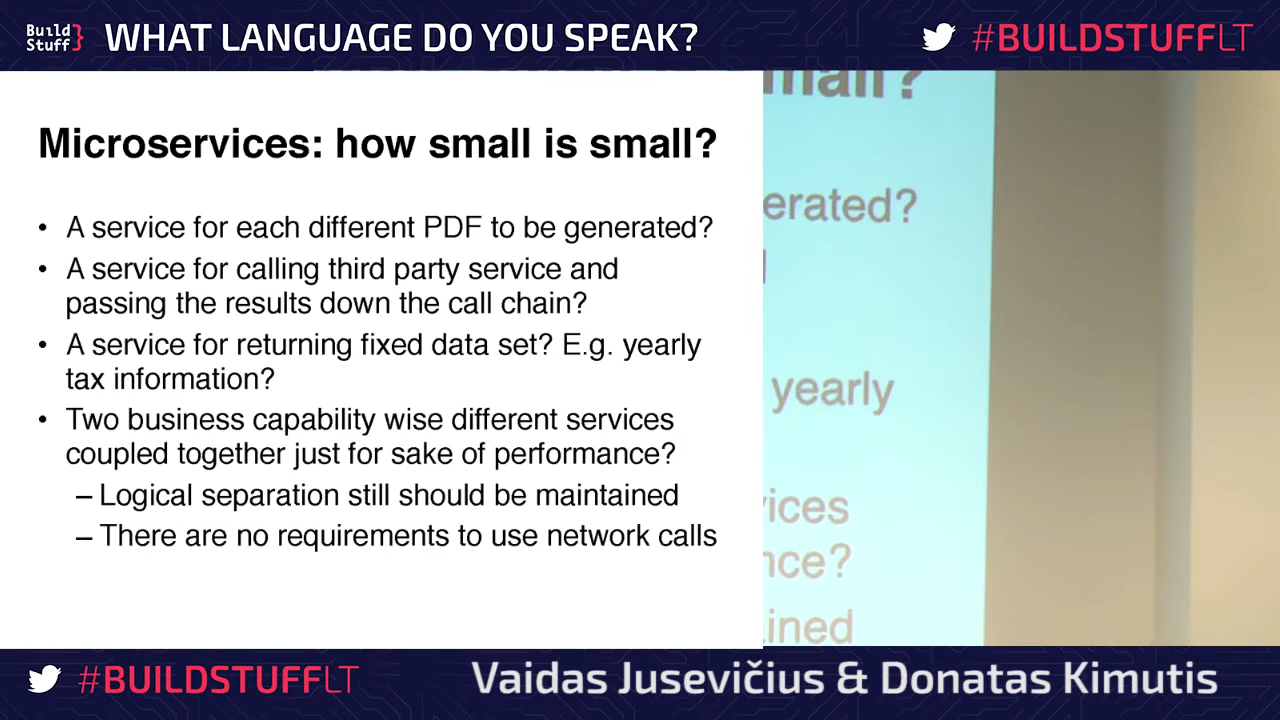 Build
Stuff}
WHAT LANGUAGE DO YOU SPEAK?
#BUILDSTUFFLT
Microservices: how small is small?
• A service for each different PDF to be generated?
• A service for calling third party service and
passing the results down the call chain?
• A service for returning fixed data set? E.g. yearly
tax information?
• Two business capability wise different services
coupled together just for sake of performance?
– Logical separation still should be maintained
– There are no requirements to use network calls
mall?
erated?
yearly
vices
nce?
ained
#BUILDSTUFFLT
Vaidas Jusevičius & Donatas Kimutis